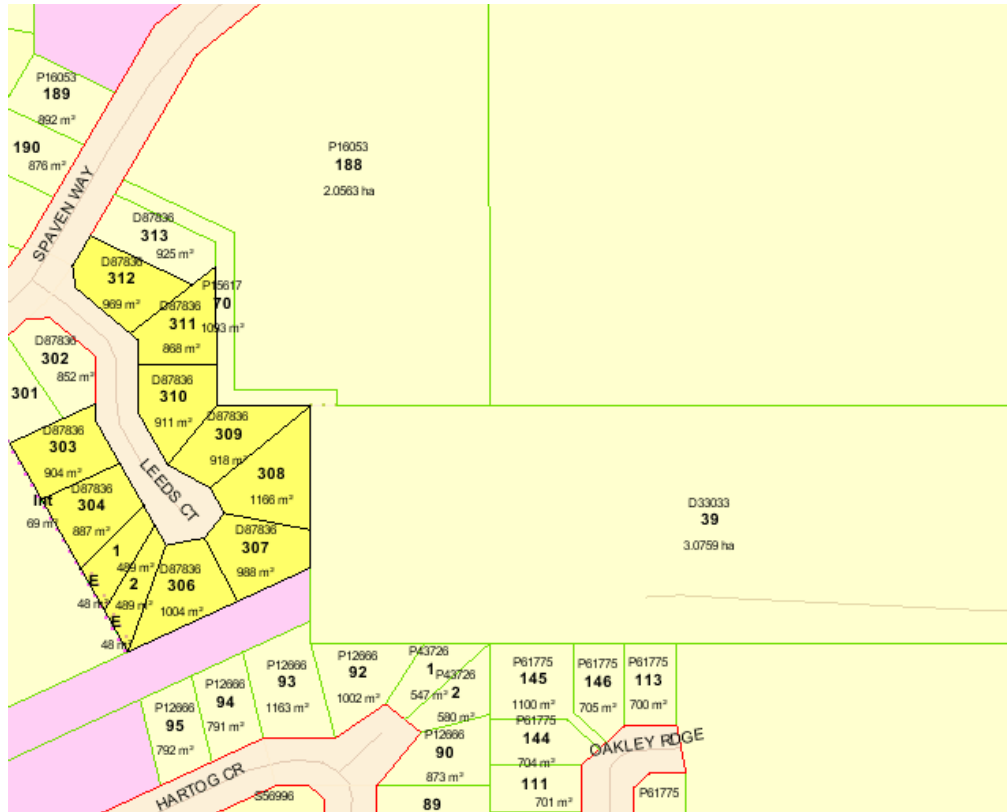 P16053
189
892 m²
190
876 m²
SPAVEN WAY
P16053
188
2.0563 ha
D87836
313
925 m²
D87836
312
969 m²
P15617
70
1093 m²
D87836
311
868 m²
D87836
302
852 m²
301
D87836
310
911 m²
D87836
309
918 m²
D87836
303
904 m²
308
1166 m²
LEEDS CT
D87836
304
887 m²
Int
69 m²
D33033
39
3.0759 ha
D87836
307
988 m²
1
489 m²
E
48 m²
2
489 m²
E
48 m²
D87836
306
1004 m²
P12666
95
792 m²
P12666
94
791 m²
P12666
93
1163 m²
P12666
92
1002 m²
P43726
1
547 m²
P43726
2
580 m²
P12666
90
873 m²
89
P61775
145
1100 m²
P61775
146
705 m²
P61775
113
700 m²
P61775
144
704 m²
111
701 m²
OAKLEY RDGE
HARTOG CR
S56996
P61775